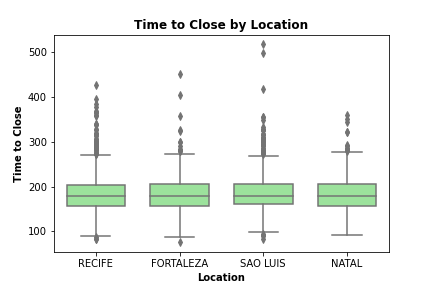 Time to Close by Location
Time to Close
500
400
300
200
100
RECIFE
FORTALEZA
SAO LUIS
NATAL
Location